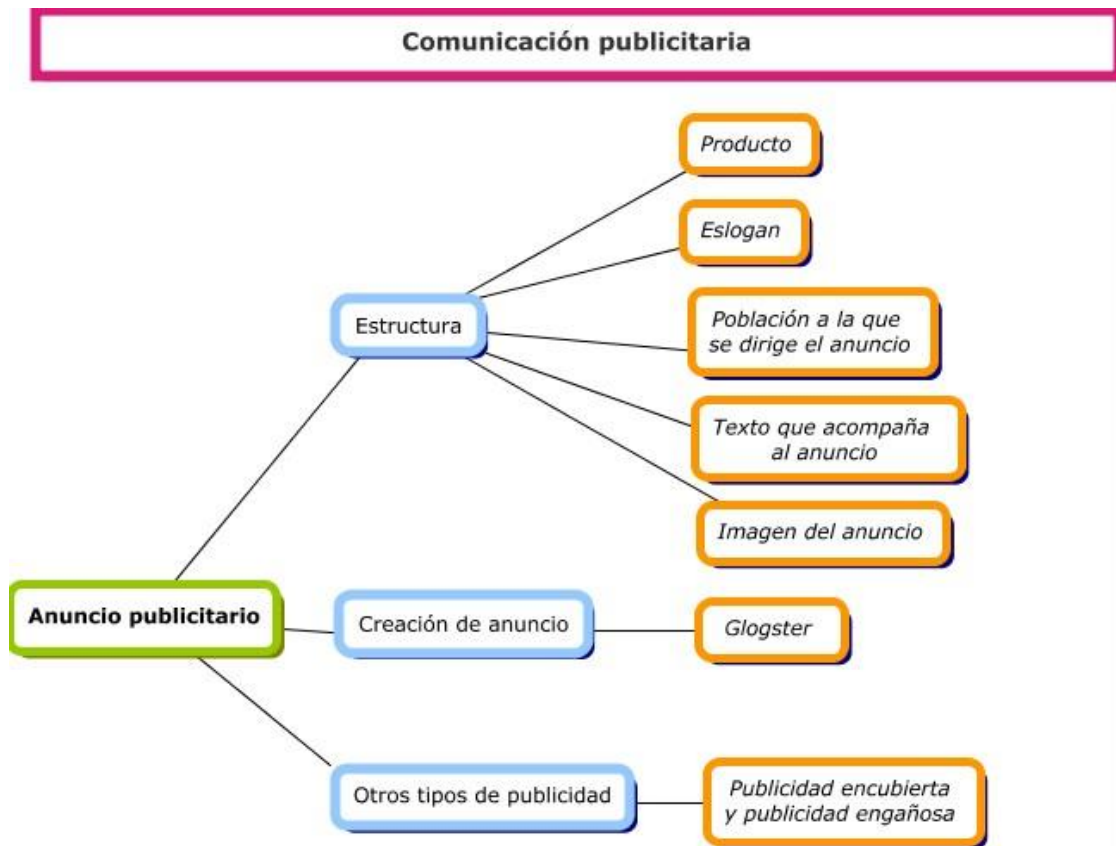 Comunicación publicitaria
Producto
Eslogan
Estructura
Población a la que
se dirige el anuncio
Texto que acompaña
al anuncio
Imagen del anuncio
Anuncio publicitario
Creación de anuncio
Glogster
Otros tipos de publicidad
Publicidad encubierta
y publicidad engañosa